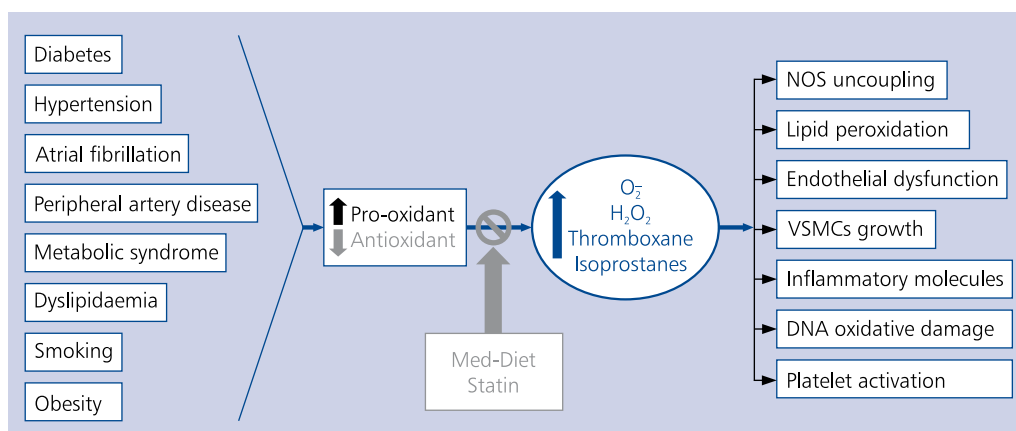 Diabetes
Hypertension
Atrial fibrillation
Peripheral artery disease
Metabolic syndrome
Dyslipidaemia
Smoking
Obesity
Pro-oxidant
Antioxidant
Med-Diet
Statin
O₂⁻
H₂O₂
Thromboxane
Isoprostanes
NOS uncoupling
Lipid peroxidation
Endothelial dysfunction
VSMCs growth
Inflammatory molecules
DNA oxidative damage
Platelet activation